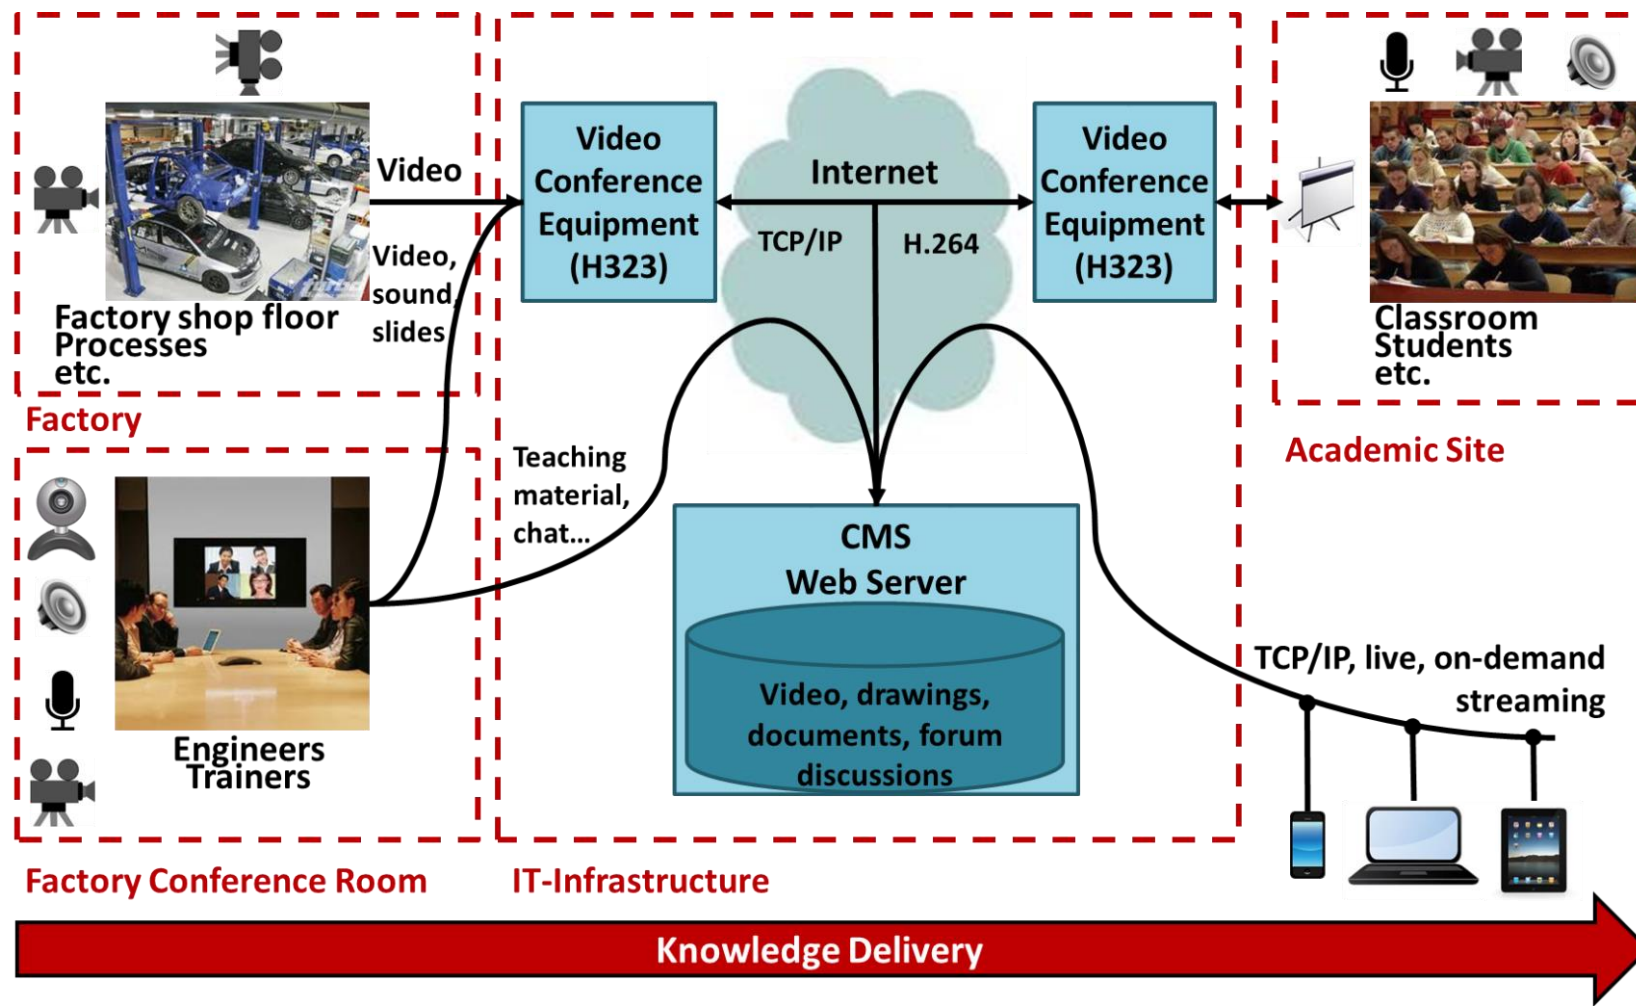 Video
Video,
sound,
slides
Factory shop floor
Processes
etc.
Factory
Engineers
Trainers
Factory Conference Room
Video
Conference
Equipment
(H323)
Internet
TCP/IP
H.264
Video
Conference
Equipment
(H323)
Teaching
material,
chat...
CMS
Web Server
Video, drawings,
documents, forum
discussions
IT-Infrastructure
Classroom
Students
etc.
Academic Site
TCP/IP, live, on-demand
streaming
Knowledge Delivery